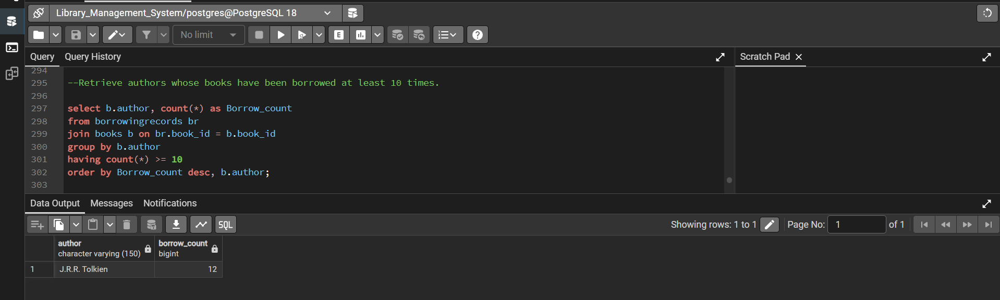 Library_Management_System/postgres@PostgreSQL 18
No limit
E
Query
Query History
Scratch Pad
294
295 --Retrieve authors whose books have been borrowed at least 10 times.
296
297 select b.author, count(*) as Borrow_count
298 from borrowingrecords br
299 join books b on br.book_id = b.book_id
300 group by b.author
301 having count(*) >= 10
302 order by Borrow_count desc, b.author;
303
Data Output
Messages
Notifications
SQL
Showing rows: 1 to 1
Page No: 1 of 1
author
character varying (150)
borrow_count
bigint
1 J.R.R. Tolkien 12